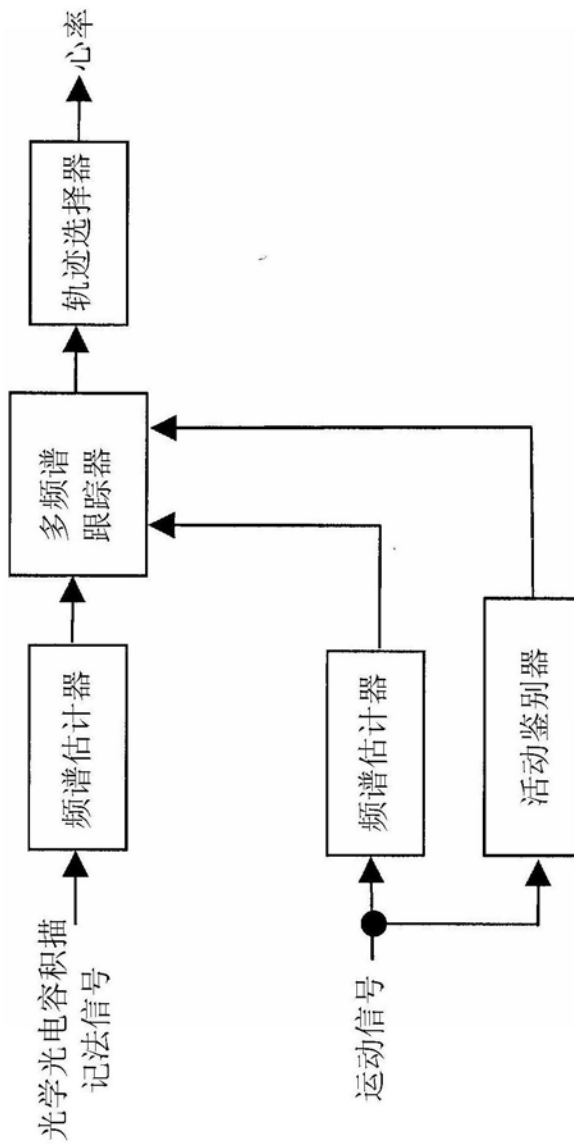 光学光电容积描
记法信号
频谱估计器
多频谱
跟踪器
轨迹选择器
心率
运动信号
频谱估计器
活动鉴别器